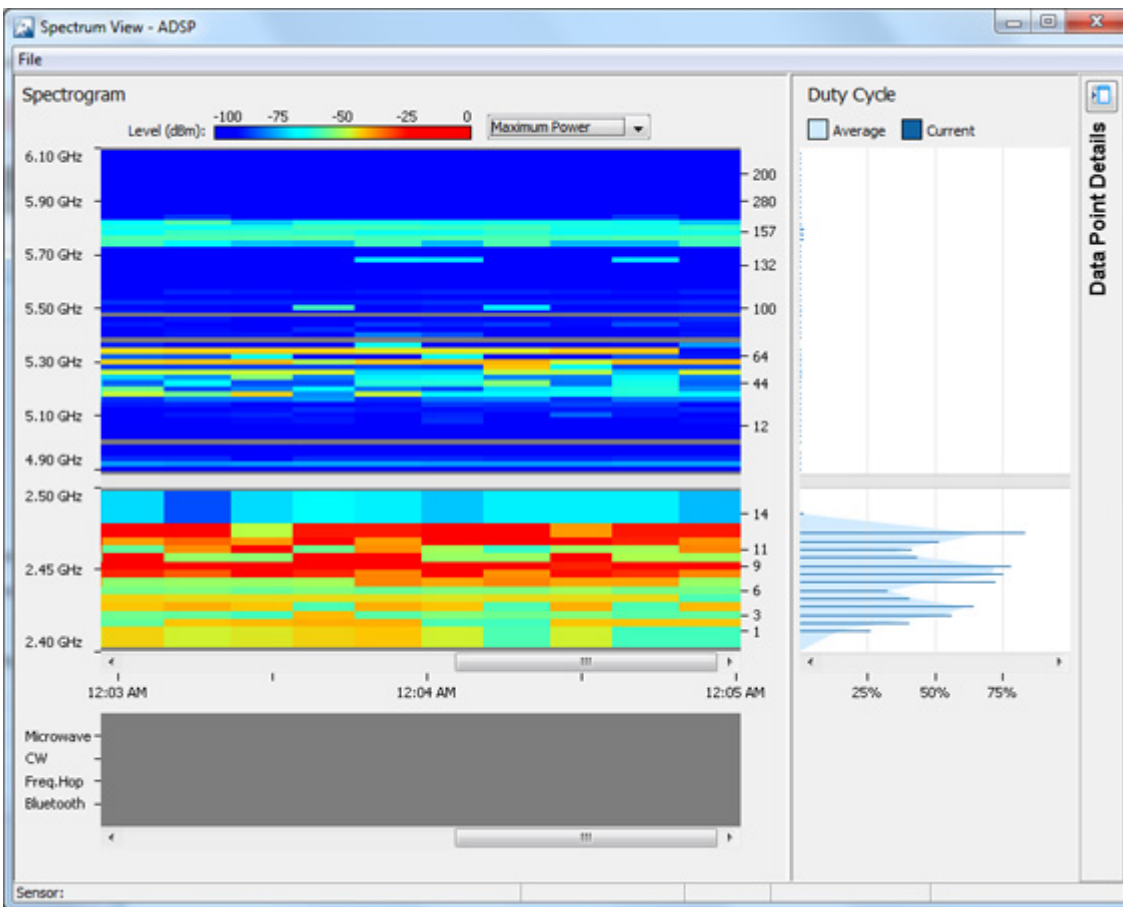 Spectrum View - ADSP
File
Spectrogram
Level (dBm):
-100 -75 -50 -25 0
Maximum Power
6.10 GHz
5.90 GHz
5.70 GHz
5.50 GHz
5.30 GHz
5.10 GHz
4.90 GHz
200
280
157
132
100
64
44
12
2.50 GHz
2.45 GHz
2.40 GHz
14
11
9
6
3
1
12:03 AM 12:04 AM 12:05 AM
Microwave
CW
Freq.Hop
Bluetooth
Duty Cycle
Average Current
25% 50% 75%
Data Point Details
Sensor: